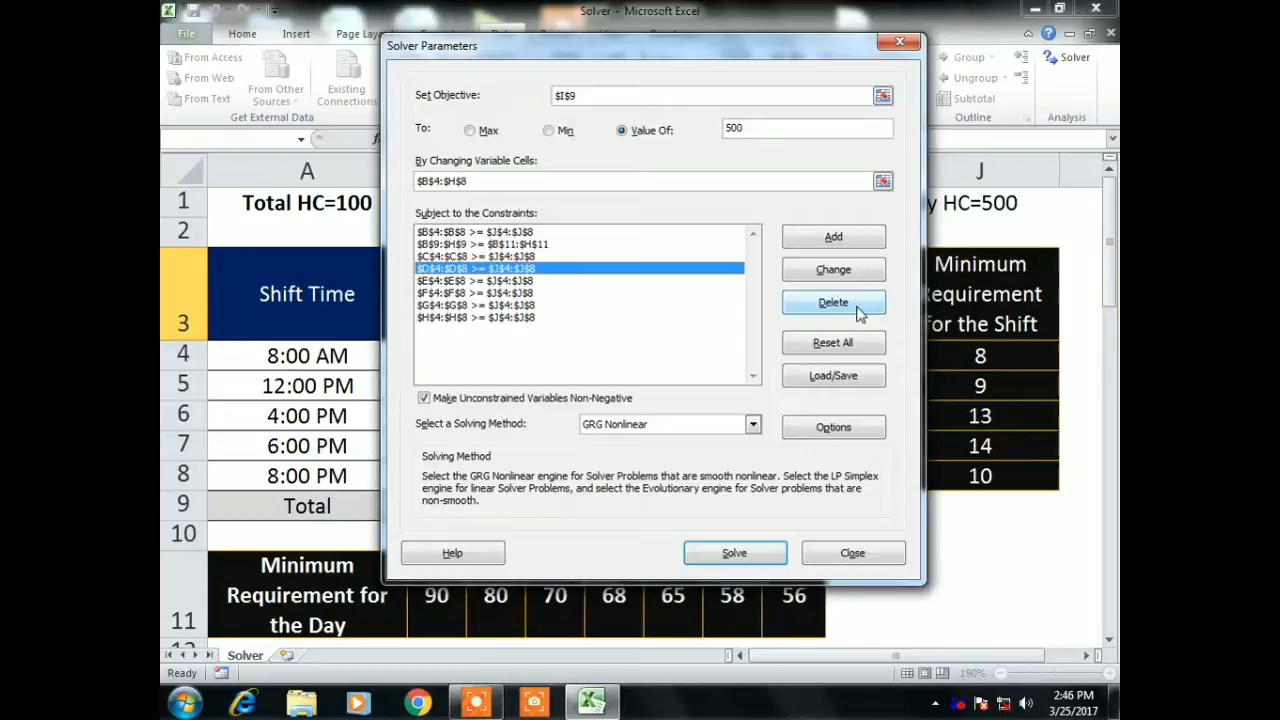 Solver - Microsoft Excel
File
Home
Insert
Page Layo
Solver Parameters
From Access
From Web
From Text
From Other
Sources
Existing
Connections
Get External Data
Group
Ungroup
Subtotal
Outline
Solver
Analysis
Set Objective:
$I$9
To:
Max
Min
Value Of:
500
By Changing Variable Cells:
$B$4:$H$8
Subject to the Constraints:
$B$4:$B$8 >= $J$4:$J$8
$B$9:$H$9 >= $B$11:$H$11
$C$4:$C$8 >= $J$4:$J$8
$D$4:$D$8 >= $J$4:$J$8
$E$4:$E$8 >= $J$4:$J$8
$F$4:$F$8 >= $J$4:$J$8
$G$4:$G$8 >= $J$4:$J$8
$H$4:$H$8 >= $J$4:$J$8
Add
Change
Delete
Reset All
Load/Save
Make Unconstrained Variables Non-Negative
Select a Solving Method:
GRG Nonlinear
Options
Solving Method
Select the GRG Nonlinear engine for Solver Problems that are smooth nonlinear. Select the LP Simplex
engine for linear Solver Problems, and select the Evolutionary engine for Solver problems that are
non-smooth.
Help
Solve
Close
A
J
1
Total HC=100
y HC=500
2
3
Shift Time
Minimum
equirement
for the Shift
4
8:00 AM
8
5
12:00 PM
9
6
4:00 PM
13
7
6:00 PM
14
8
8:00 PM
10
9
Total
10
11
Minimum
Requirement for
the Day
90
80
70
68
65
58
56
Solver
Ready
190%
2:46 PM
3/25/2017